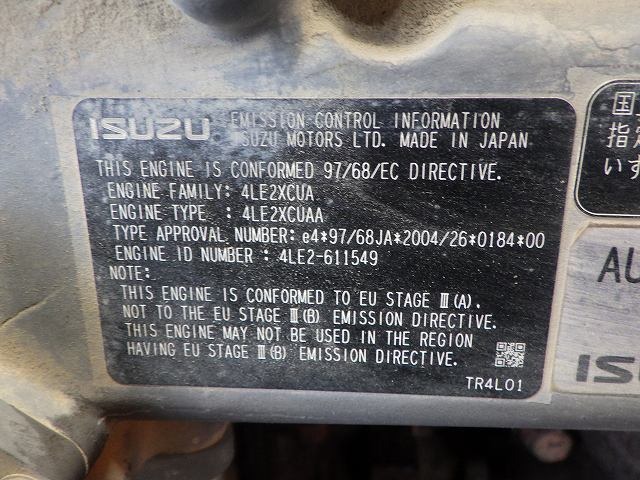 ISUZU EMISSION CONTROL INFORMATION
ISUZU MOTORS LTD. MADE IN JAPAN
THIS ENGINE IS CONFORMED 97/68/EC DIRECTIVE.
ENGINE FAMILY: 4LE2XCUA
ENGINE TYPE : 4LE2XCUAA
TYPE APPROVAL NUMBER: e4*97/68JA*2004/26*0184*00
ENGINE ID NUMBER : 4LE2-611549
NOTE:
THIS ENGINE IS CONFORMED TO EU STAGE Ⅲ(A),
NOT TO THE EU STAGE Ⅲ(B) EMISSION DIRECTIVE.
THIS ENGINE MAY NOT BE USED IN THE REGION
HAVING EU STAGE Ⅲ(B) EMISSION DIRECTIVE.
TR4L01
国
指定
いす
AU
IS